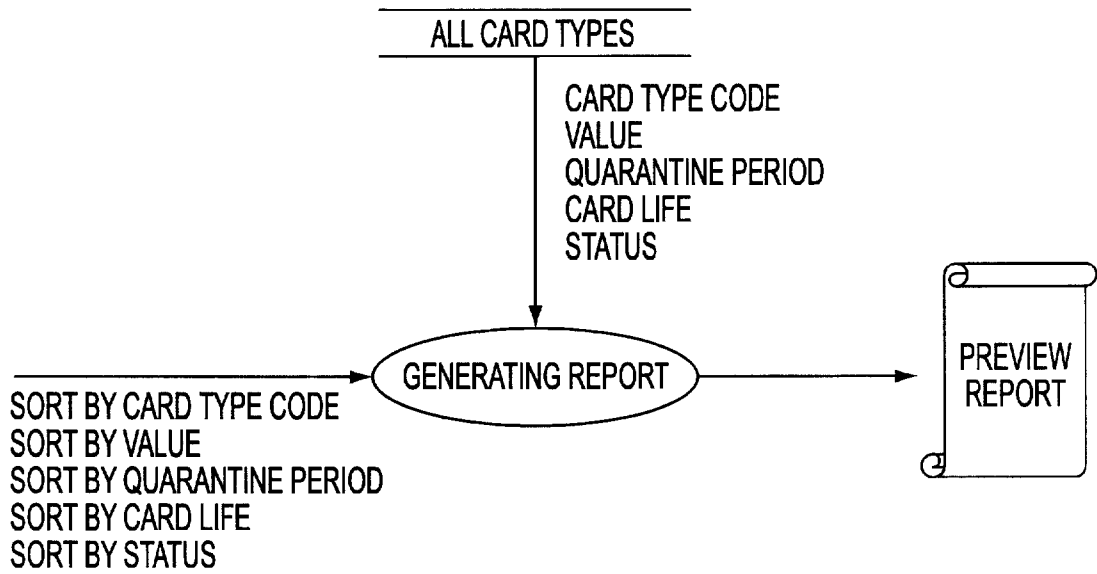 ALL CARD TYPES
CARD TYPE CODE
VALUE
QUARANTINE PERIOD
CARD LIFE
STATUS
GENERATING REPORT
PREVIEW
REPORT
SORT BY CARD TYPE CODE
SORT BY VALUE
SORT BY QUARANTINE PERIOD
SORT BY CARD LIFE
SORT BY STATUS